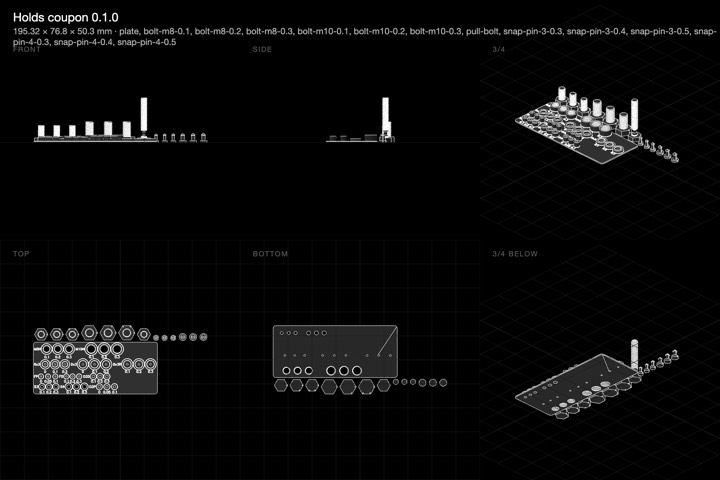 Holds coupon 0.1.0
195.32 × 76.8 × 50.3 mm · plate, bolt-m8-0.1, bolt-m8-0.2, bolt-m8-0.3, bolt-m10-0.1, bolt-m10-0.2, bolt-m10-0.3, pull-bolt, snap-pin-3-0.3, snap-pin-3-0.4, snap-pin-3-0.5, snap-
pin-4-0.3, snap-pin-4-0.4, snap-pin-4-0.5
FRONT
SIDE
3/4
TOP
BOTTOM
3/4 BELOW